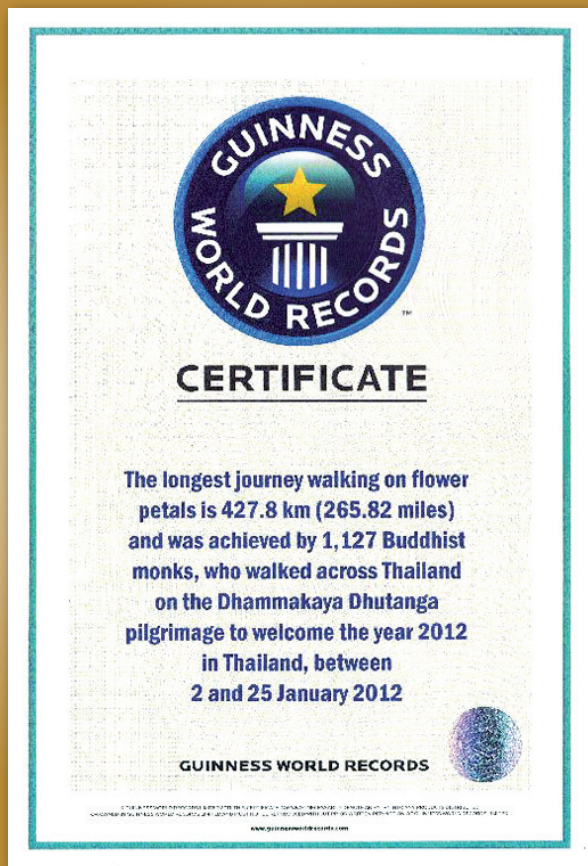 GUINNESS
WORLD RECORDS
™
CERTIFICATE
The longest journey walking on flower
petals is 427.8 km (265.82 miles)
and was achieved by 1,127 Buddhist
monks, who walked across Thailand
on the Dhammakaya Dhutanga
pilgrimage to welcome the year 2012
in Thailand, between
2 and 25 January 2012
GUINNESS WORLD RECORDS
www.guinnessworldrecords.com